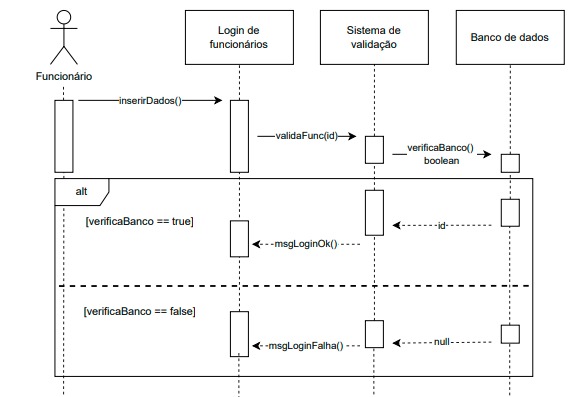 Login de
funcionários
Sistema de
validação
Banco de dados
Funcionário
inserirDados()
validaFunc(id)
verificaBanco()
boolean
alt
[verificaBanco == true]
id
msgLoginOk()
[verificaBanco == false]
null
msgLoginFalha()